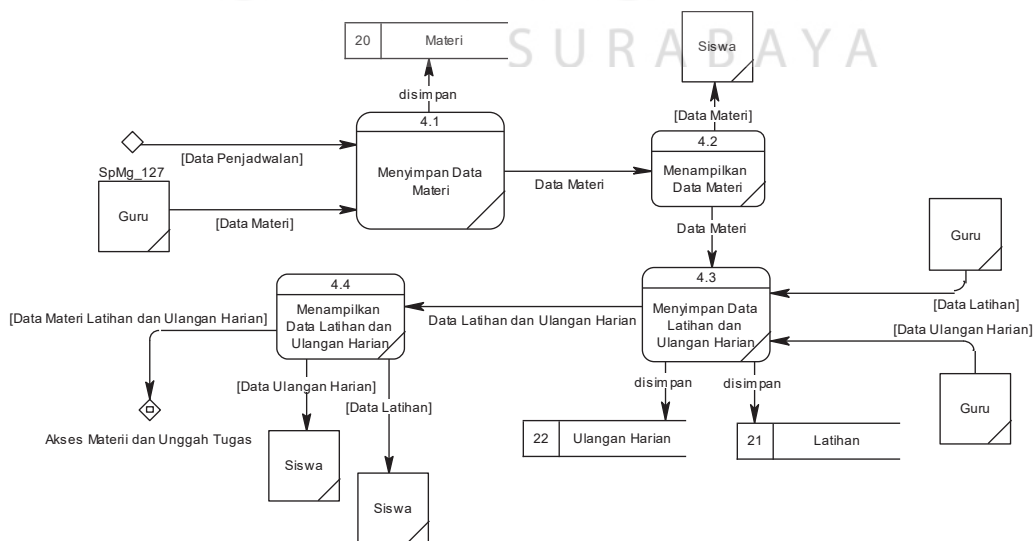 SURABAYA
20 Materi
Siswa
disimpan
[Data Materi]
4.1
Menyimpan Data
Materi
4.2
Menampilkan
Data Materi
[Data Penjadwalan]
SpMg_127
Guru
[Data Materi]
Data Materi
Data Materi
Guru
[Data Latihan]
4.4
Menampilkan
Data Latihan dan
Ulangan Harian
4.3
Menyimpan Data
Latihan dan
Ulangan Harian
Data Latihan dan Ulangan Harian
[Data Materi Latihan dan Ulangan Harian]
[Data Ulangan Harian]
Guru
[Data Ulangan Harian]
[Data Latihan]
disimpan
disimpan
22 Ulangan Harian
21 Latihan
Akses Materii dan Unggah Tugas
Siswa
Siswa